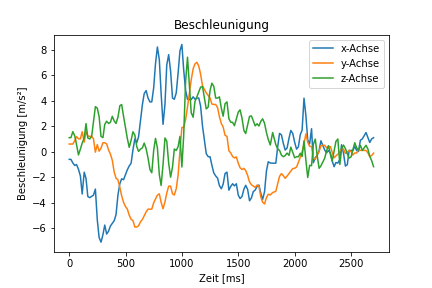 Beschleunigung
x-Achse
y-Achse
z-Achse
Beschleunigung [m/s²]
8
6
4
2
0
−2
−4
−6
0
500
1000
1500
2000
2500
Zeit [ms]